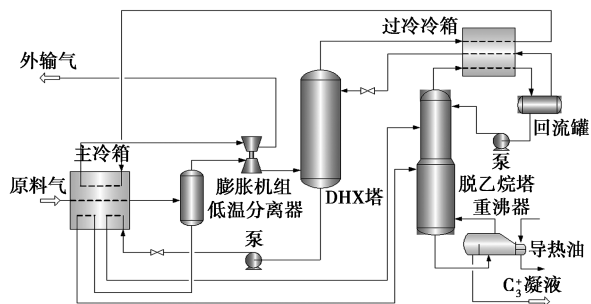 过冷冷箱
外输气
回流罐
泵
主冷箱
原料气
膨胀机组
低温分离器
DHX塔
脱乙烷塔
重沸器
泵
导热油
C₃⁺凝液